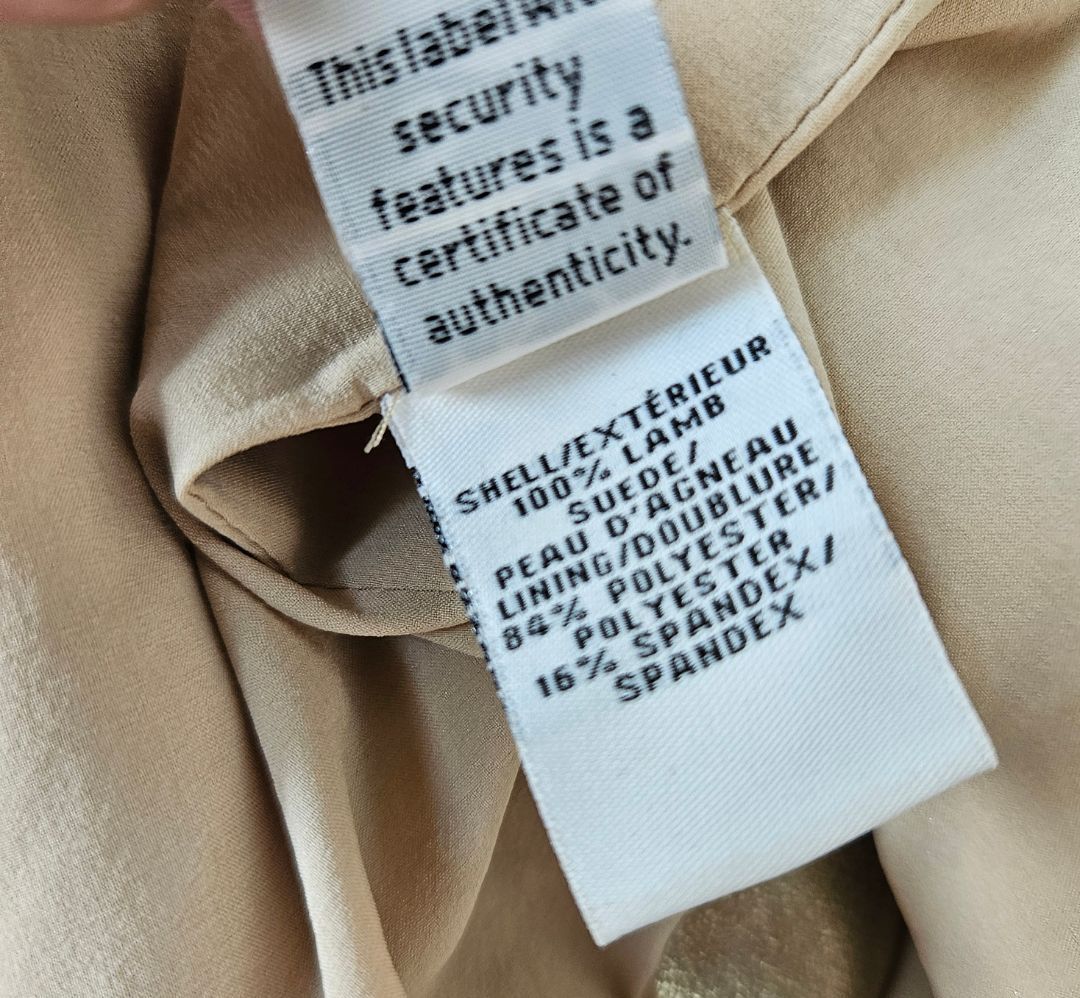 This label with
security
features is a
certificate of
authenticity.
SHELL/EXTÉRIEUR
100% LAMB
SUEDE/
PEAU D'AGNEAU
LINING/DOUBLURE
84% POLYESTER/
POLYESTER
16% SPANDEX/
SPANDEX